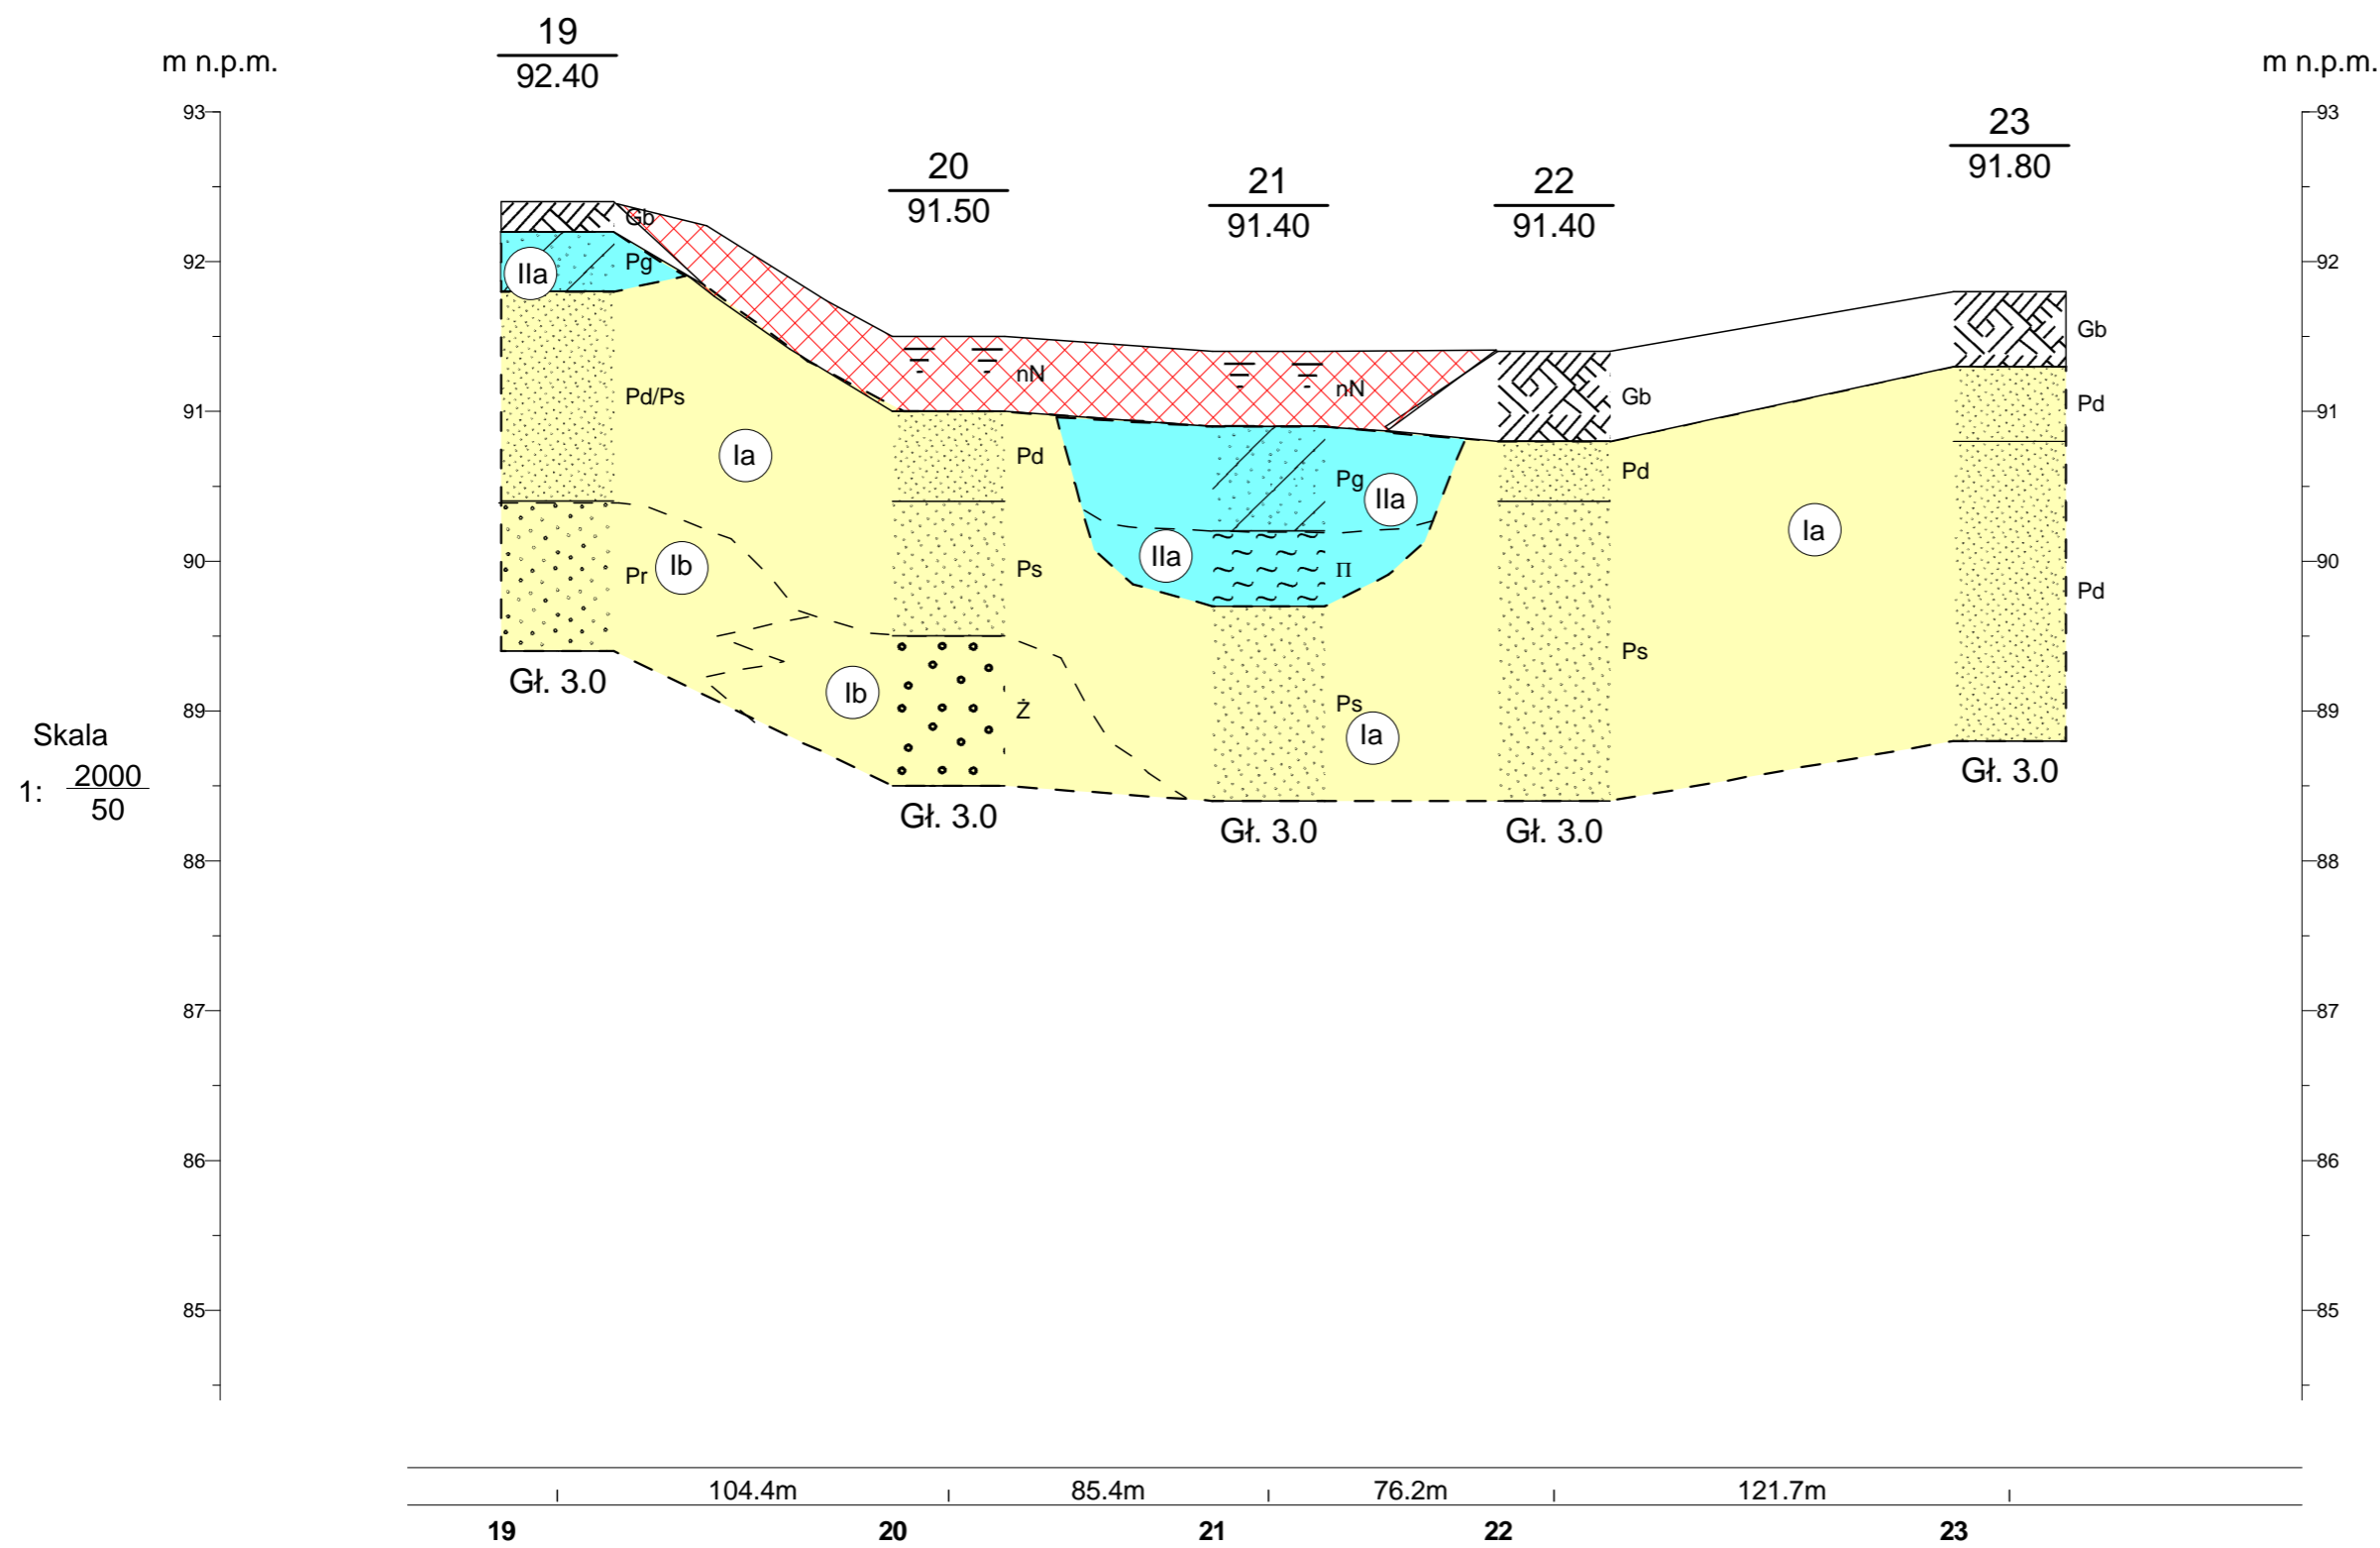 19
m n.p.m.
m n.p.m.
92.40
93
93
23
20
91.80
21
22
91.50
91.40
91.40
Gb
92
IIa
Pg
92
Gb
nN
nN
Pd/Ps
Gb
Pd
91
91
Ia
Pd
Pd
Pg
IIa
Ia
Ib
Pr
Ps
IIa
П
90
90
Pd
Ps
Gł. 3.0
Ib
Ż
Ps
89
89
Skala
Ia
2000
1:
50
Gł. 3.0
Gł. 3.0
Gł. 3.0
Gł. 3.0
88
88
87
87
86
86
85
85
104.4m 85.4m 76.2m 121.7m
19 20 21 22 23